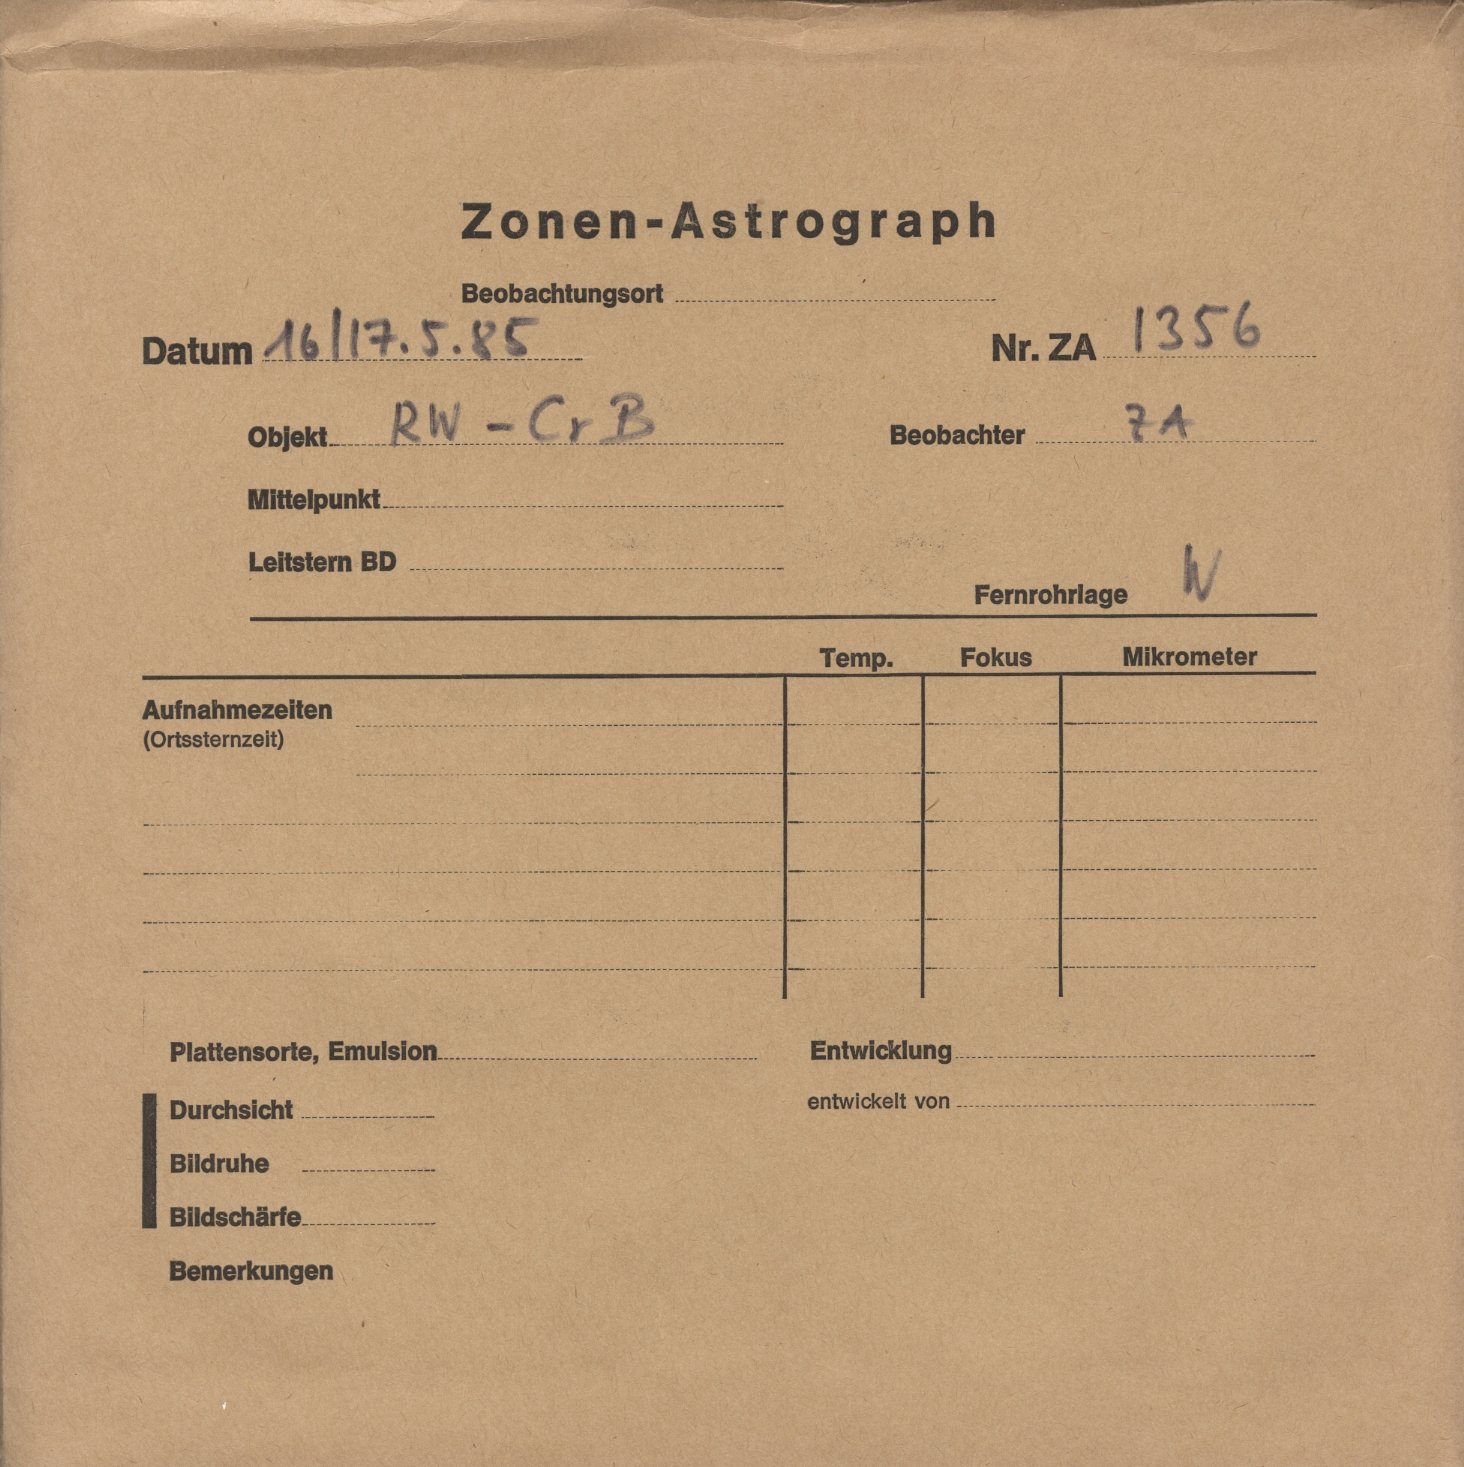 Zonen-Astrograph
Beobachtungsort
Datum 16/17.5.85
Nr. ZA 1356
Objekt RW - CrB
Beobachter ZA
Mittelpunkt
Leitstern BD
Fernrohrlage W
Temp. Fokus Mikrometer
Aufnahmezeiten
(Ortssternzeit)
Plattensorte, Emulsion
Entwicklung
Durchsicht
entwickelt von
Bildruhe
Bildschärfe
Bemerkungen